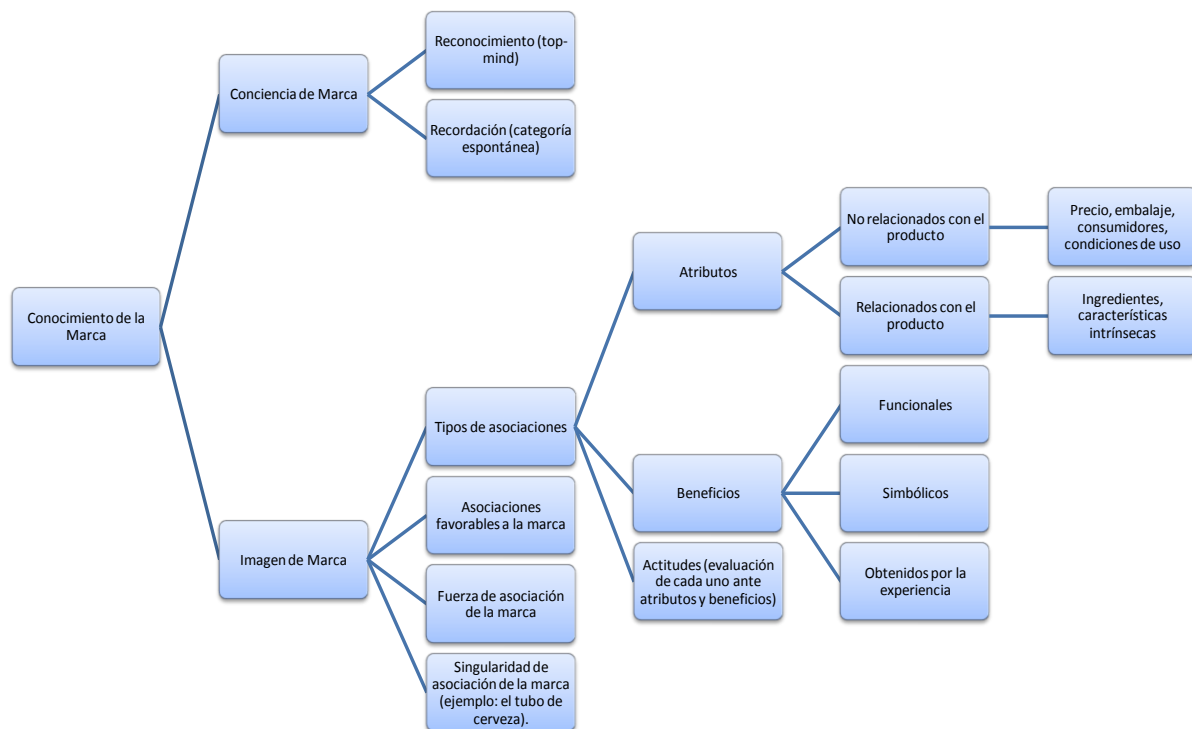 Reconocimiento (top-
mind)
Conciencia de Marca
Recordación (categoría
espontánea)
No relacionados con el
producto
Precio, embalaje,
consumidores,
condiciones de uso
Atributos
Relacionados con el
producto
Ingredientes,
características
intrínsecas
Conocimiento de la
Marca
Tipos de asociaciones
Funcionales
Beneficios
Simbólicos
Asociaciones
favorables a la marca
Imagen de Marca
Actitudes (evaluación
de cada uno ante
atributos y beneficios)
Obtenidos por la
experiencia
Fuerza de asociación
de la marca
Singularidad de
asociación de la marca
(ejemplo: el tubo de
cerveza).